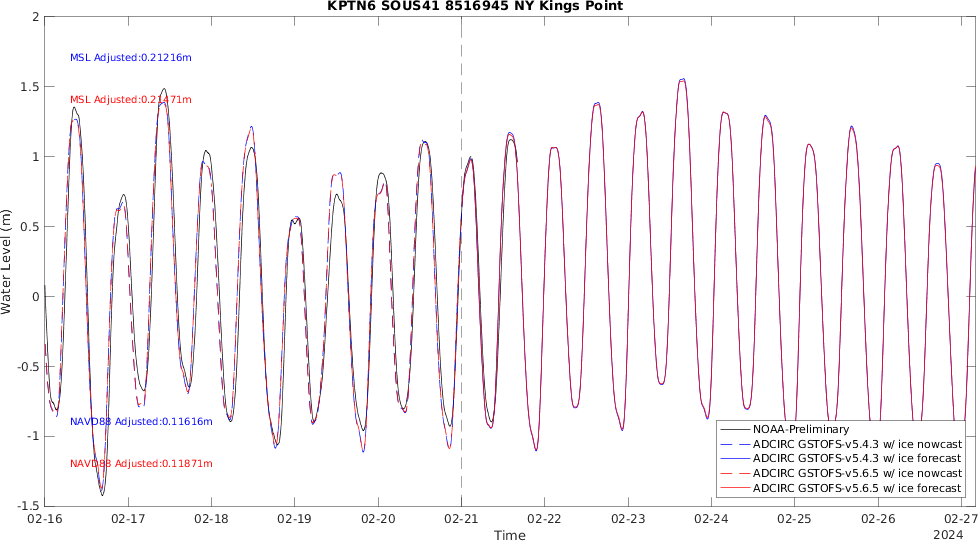 KPTN6 SOUS41 8516945 NY Kings Point
2
1.5
1
0.5
0
-0.5
-1
-1.5
Water Level (m)
MSL Adjusted:0.21216m
MSL Adjusted:0.21471m
NAVD88 Adjusted:0.11616m
NAVD88 Adjusted:0.11871m
NOAA-Preliminary
ADCIRC GSTOFS-v5.4.3 w/ ice nowcast
ADCIRC GSTOFS-v5.4.3 w/ ice forecast
ADCIRC GSTOFS-v5.6.5 w/ ice nowcast
ADCIRC GSTOFS-v5.6.5 w/ ice forecast
02-16 02-17 02-18 02-19 02-20 02-21 02-22 02-23 02-24 02-25 02-26 02-27
Time
2024